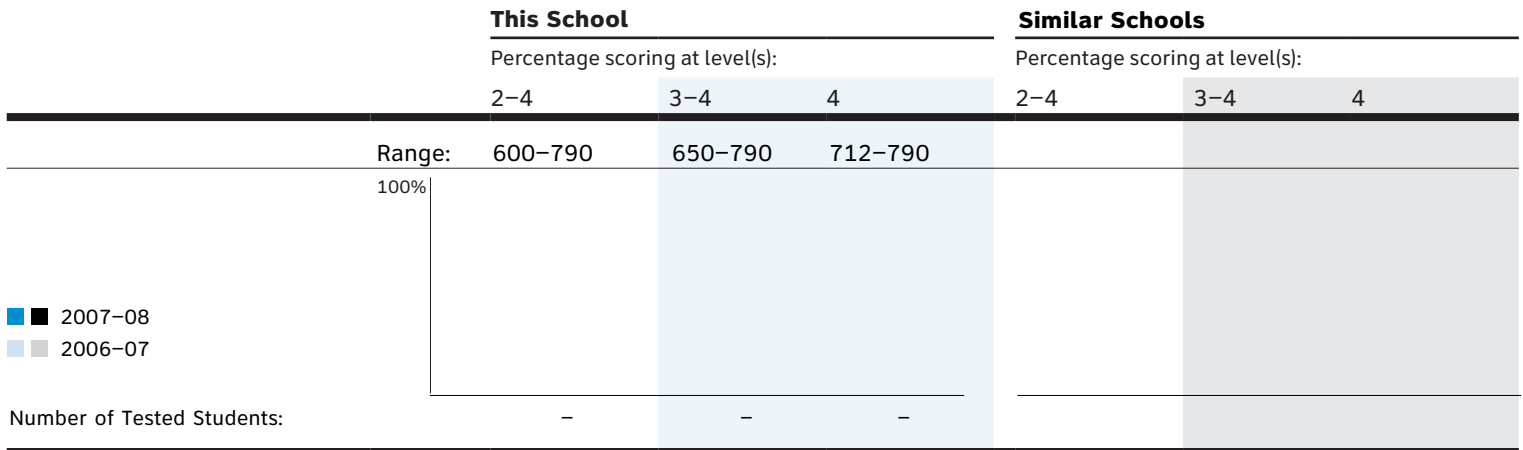 This School Similar Schools
Percentage scoring at level(s): Percentage scoring at level(s):
2–4 3–4 4 2–4 3–4 4
Range: 600–790 650–790 712–790
100%
2007–08
2006–07
Number of Tested Students: – – –